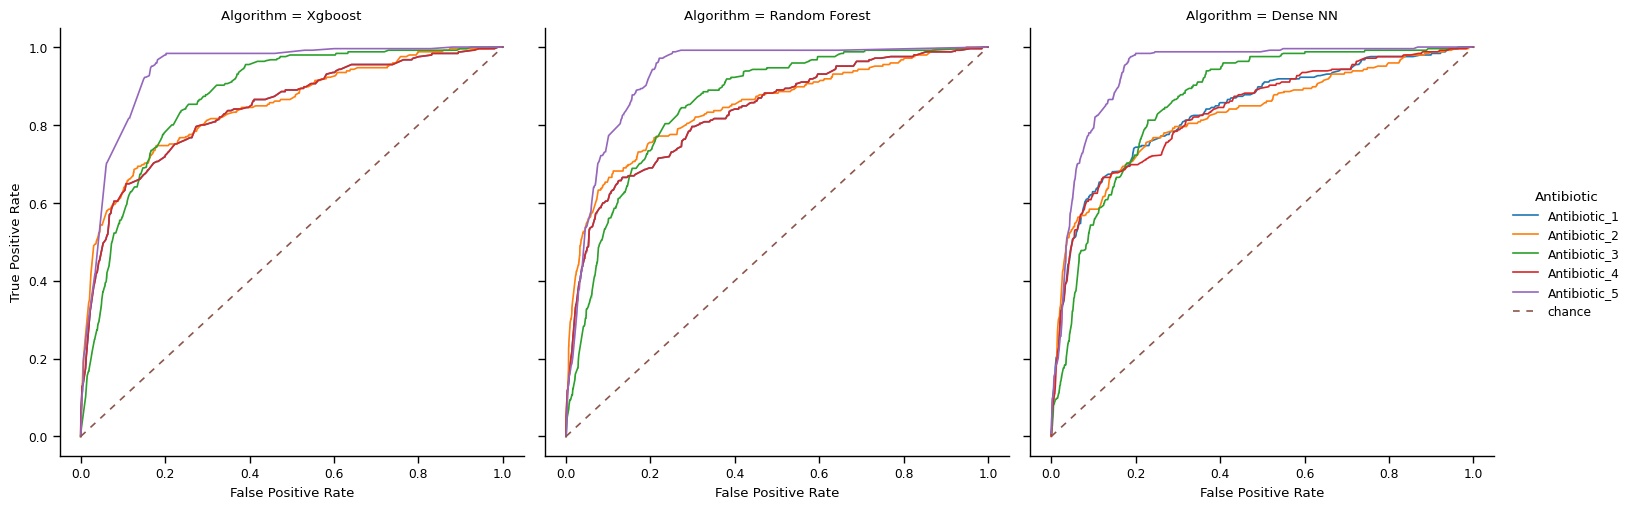 Algorithm = Xgboost
Algorithm = Random Forest
Algorithm = Dense NN
True Positive Rate
1.0
0.8
0.6
0.4
0.2
0.0
0.0 0.2 0.4 0.6 0.8 1.0
0.0 0.2 0.4 0.6 0.8 1.0
0.0 0.2 0.4 0.6 0.8 1.0
False Positive Rate
False Positive Rate
False Positive Rate
Antibiotic
Antibiotic_1
Antibiotic_2
Antibiotic_3
Antibiotic_4
Antibiotic_5
chance